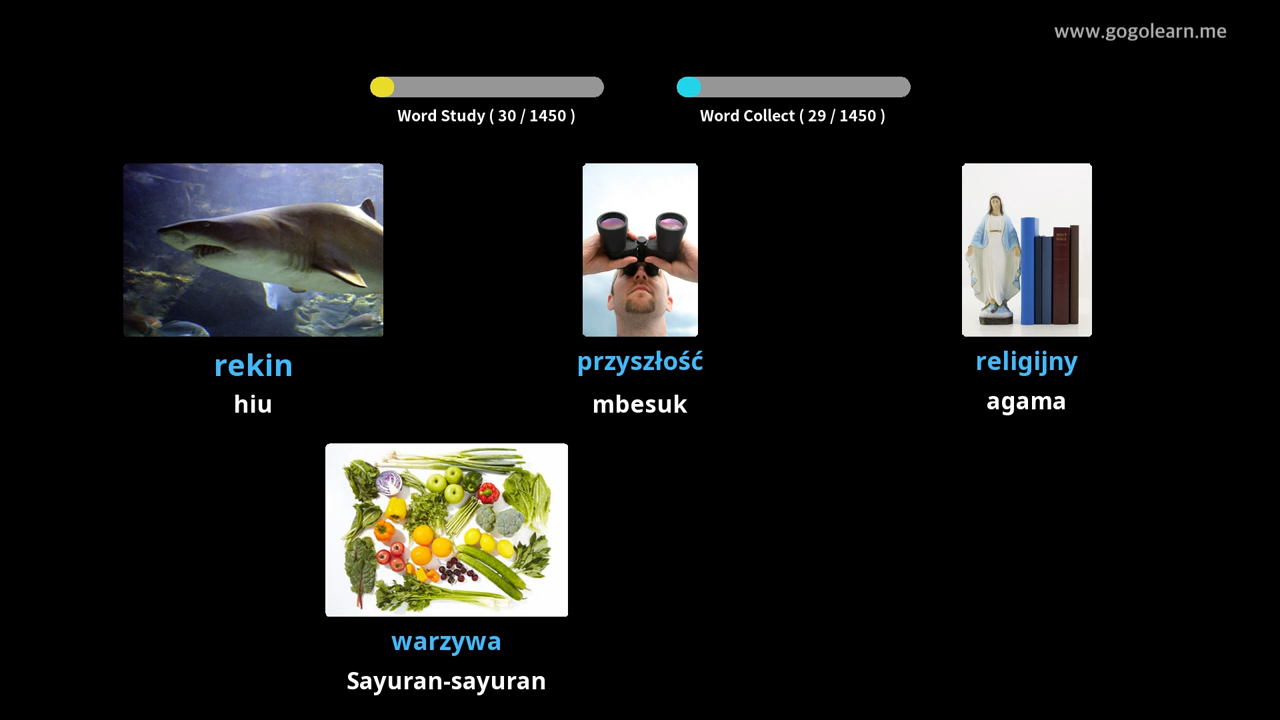 www.gogolearn.me
Word Study ( 30 / 1450 )
Word Collect ( 29 / 1450 )
rekin
przyszłość
religijny
hiu
mbesuk
agama
warzywa
Sayuran-sayuran